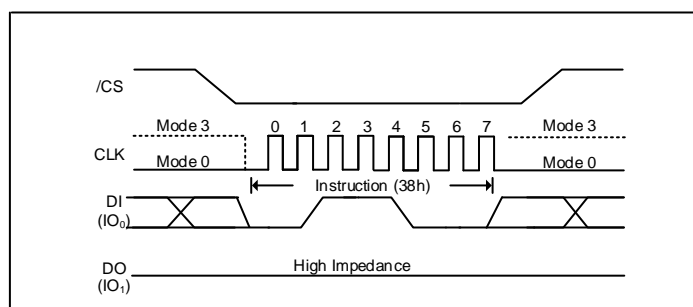 /CS
Mode 3 0 1 2 3 4 5 6 7 Mode 3
CLK
Mode 0 Mode 0
Instruction (38h)
DI
(IO0)
High Impedance
DO
(IO1)